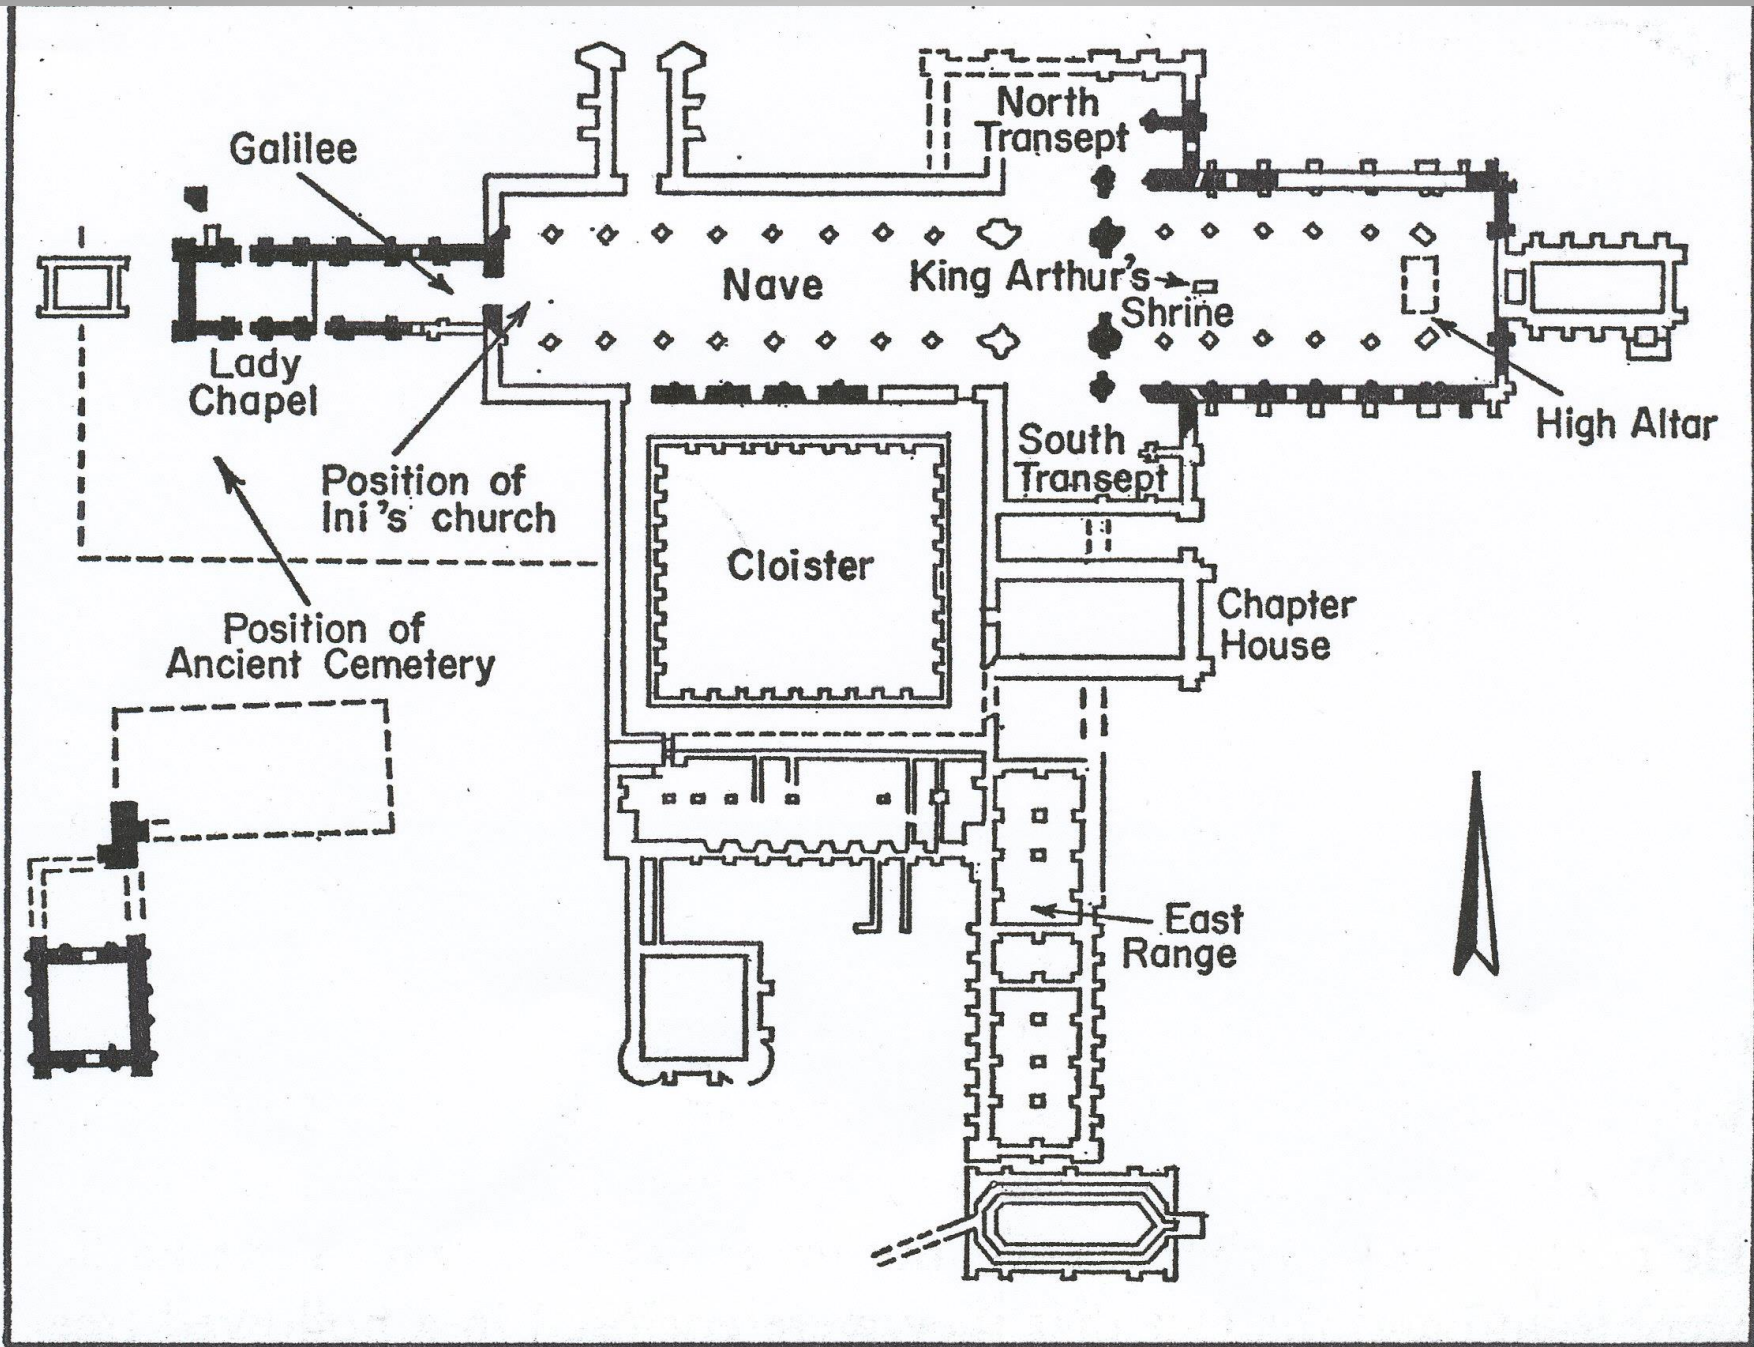 North
Transept
Galilee
Nave
King Arthur's
Shrine
Lady
Chapel
High Altar
South
Transept
Position of
Ini's church
Cloister
Chapter
House
Position of
Ancient Cemetery
East
Range